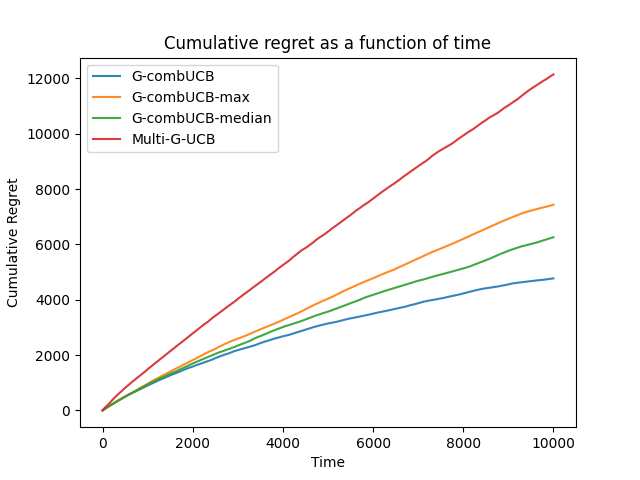 Cumulative regret as a function of time
G-combUCB
G-combUCB-max
G-combUCB-median
Multi-G-UCB
Cumulative Regret
12000
10000
8000
6000
4000
2000
0
0 2000 4000 6000 8000 10000
Time